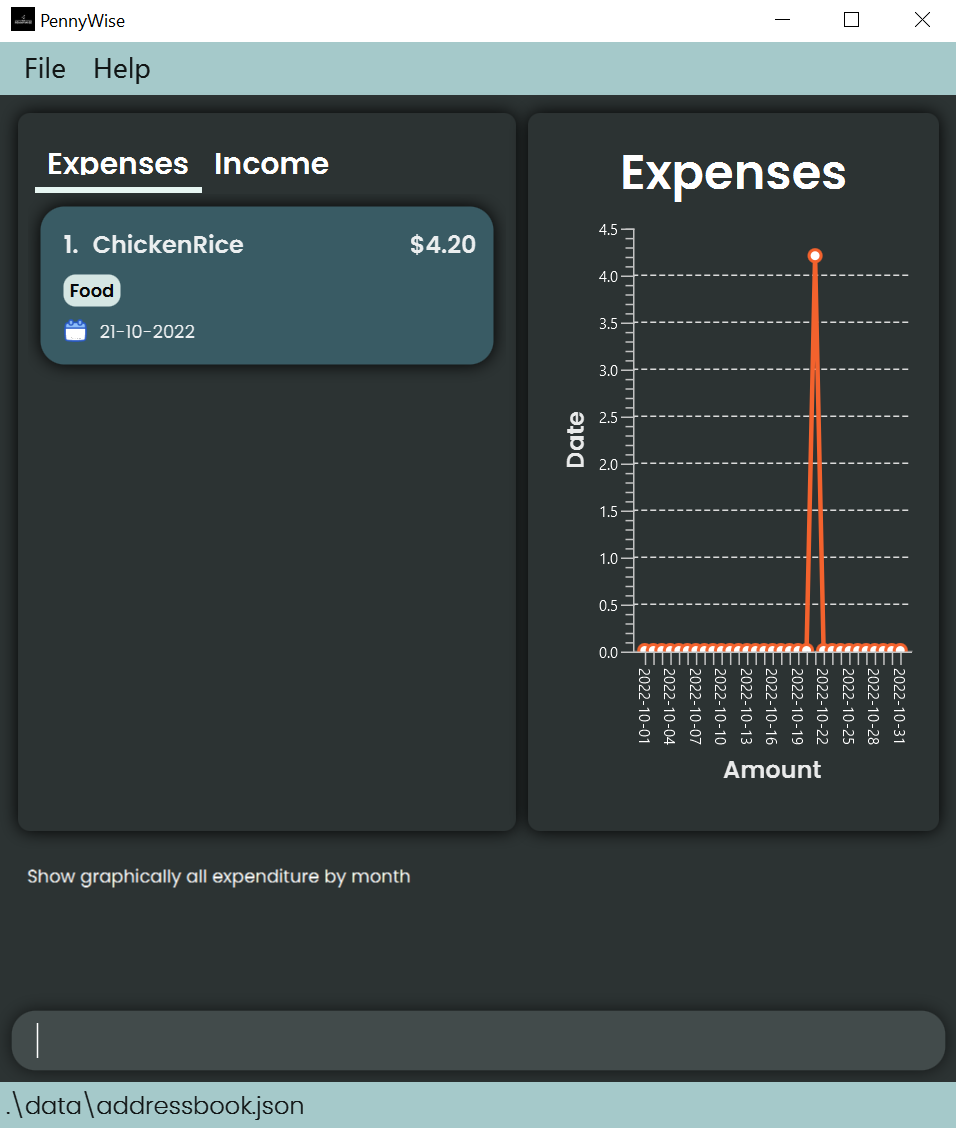 PennyWise
File Help
Expenses Income
1. ChickenRice $4.20
Food
21-10-2022
Expenses
4.5
4.0
3.5
3.0
2.5
2.0
1.5
1.0
0.5
0.0
Date
2022-10-01
2022-10-04
2022-10-07
2022-10-10
2022-10-13
2022-10-16
2022-10-19
2022-10-22
2022-10-25
2022-10-28
2022-10-31
Amount
Show graphically all expenditure by month
.\data\addressbook.json